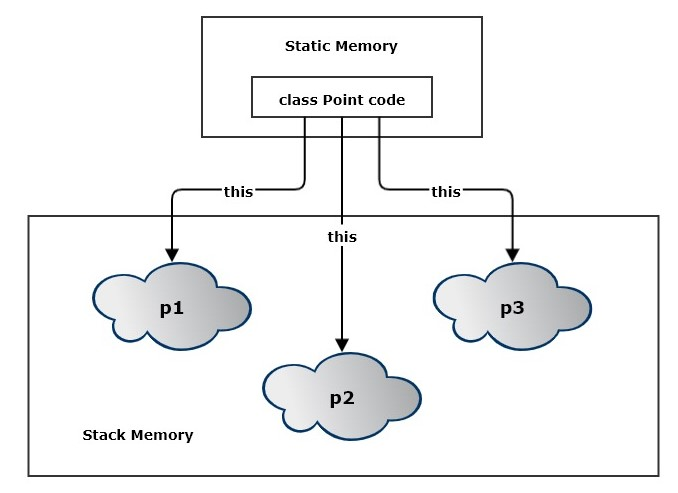 Static Memory
class Point code
this
this
this
p1
p3
p2
Stack Memory